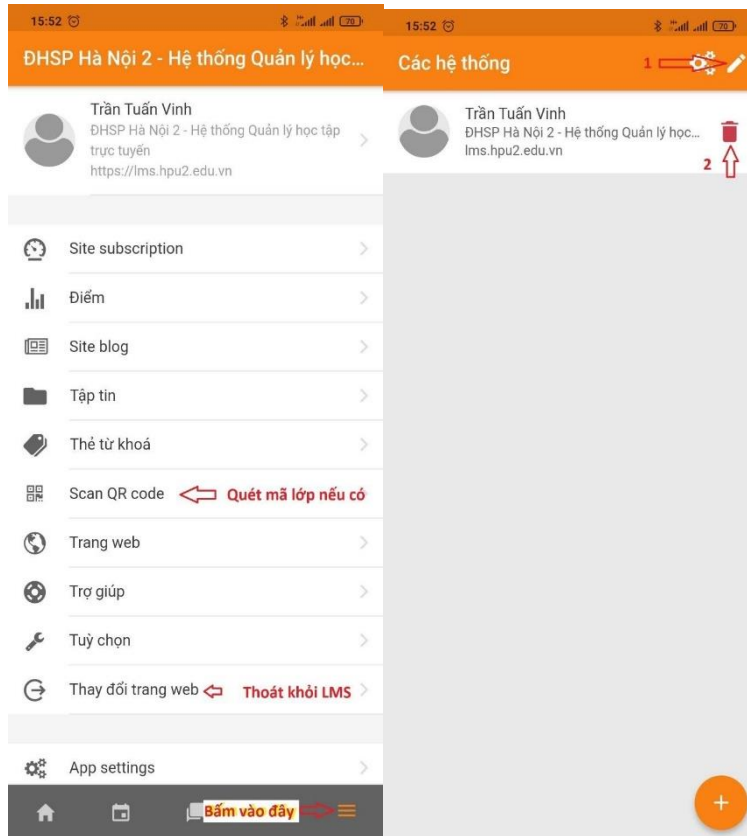 15:52
70
ĐHSP Hà Nội 2 - Hệ thống Quản lý học...
Trần Tuấn Vinh
ĐHSP Hà Nội 2 - Hệ thống Quản lý học tập
trực tuyến
https://lms.hpu2.edu.vn
Site subscription
Điểm
Site blog
Tập tin
Thẻ từ khoá
Scan QR code
Quét mã lớp nếu có
Trang web
Trợ giúp
Tuỳ chọn
Thay đổi trang web
Thoát khỏi LMS
App settings
Bấm vào đây
15:52
70
Các hệ thống
1
Trần Tuấn Vinh
ĐHSP Hà Nội 2 - Hệ thống Quản lý học...
lms.hpu2.edu.vn
2